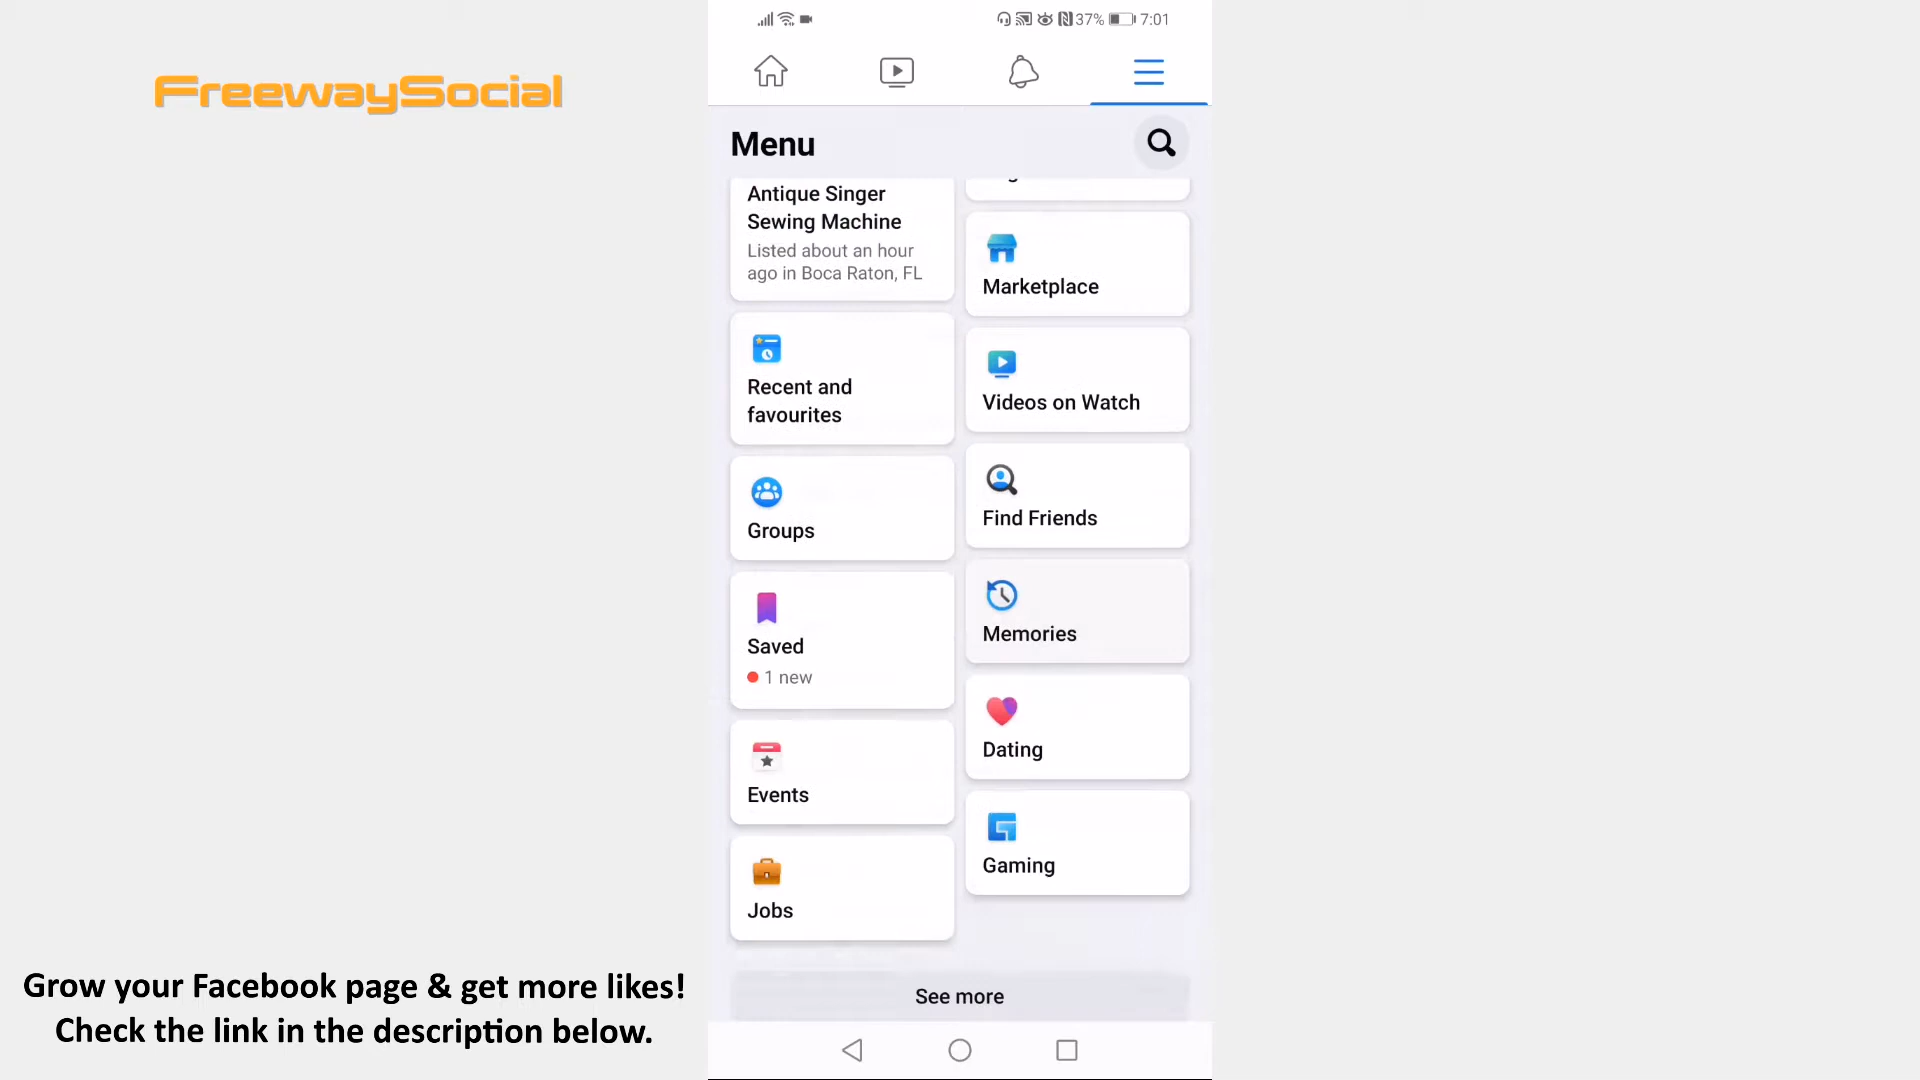 FreewaySocial
37% 7:01
Menu
Antique Singer
Sewing Machine
Listed about an hour
ago in Boca Raton, FL
Marketplace
Recent and
favourites
Videos on Watch
Groups
Find Friends
Saved
1 new
Memories
Events
Dating
Jobs
Gaming
See more
Grow your Facebook page & get more likes!
Check the link in the description below.